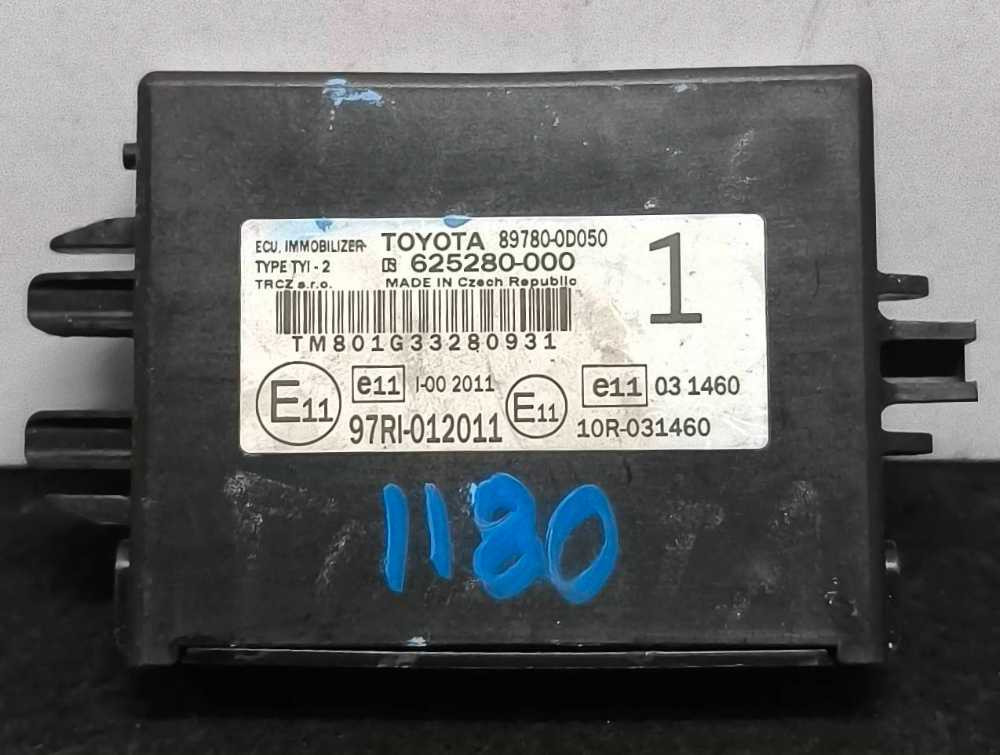 ECU. IMMOBILIZER TOYOTA 89780-0D050
TYPE TYI-2 625280-000
TRCZ s.r.o. MADE IN Czech Republic
1
TM801G33280931
E11 e11 I-00 2011 E11 e11 03 1460
97RI-012011 10R-031460
1180